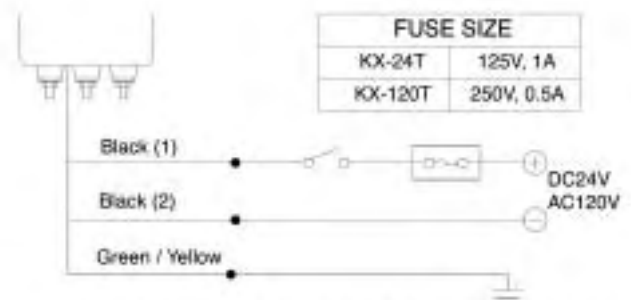 FUSE SIZE
KX-24T 125V, 1A
KX-120T 250V, 0.5A
Black (1)
DC24V
AC120V
Black (2)
Green / Yellow